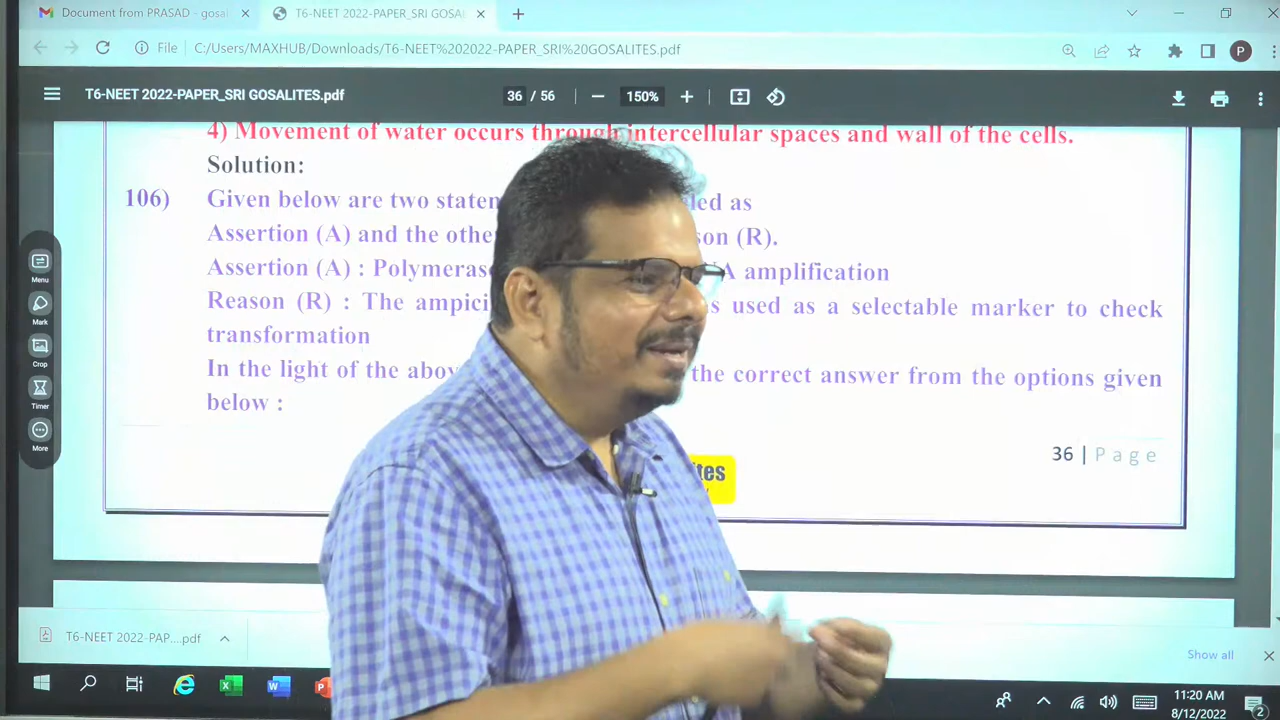 Document from PRASAD - gosal
T6-NEET 2022-PAPER_SRI GOSALI
File
C:/Users/MAXHUB/Downloads/T6-NEET%202022-PAPER_SRI%20GOSALITES.pdf
P
T6-NEET 2022-PAPER_SRI GOSALITES.pdf
36 / 56
150%
4) Movement of water occurs through intercellular spaces and wall of the cells.
Solution:
106) Given below are two staten led as
Assertion (A) and the othe son (R).
Assertion (A) : Polymeras A amplification
Reason (R) : The ampici s used as a selectable marker to check
transformation
In the light of the abov the correct answer from the options given
below :
36 | Page
ites
Menu
Mark
Crop
Timer
More
T6-NEET 2022-PAP....pdf
Show all
11:20 AM
8/12/2022
2